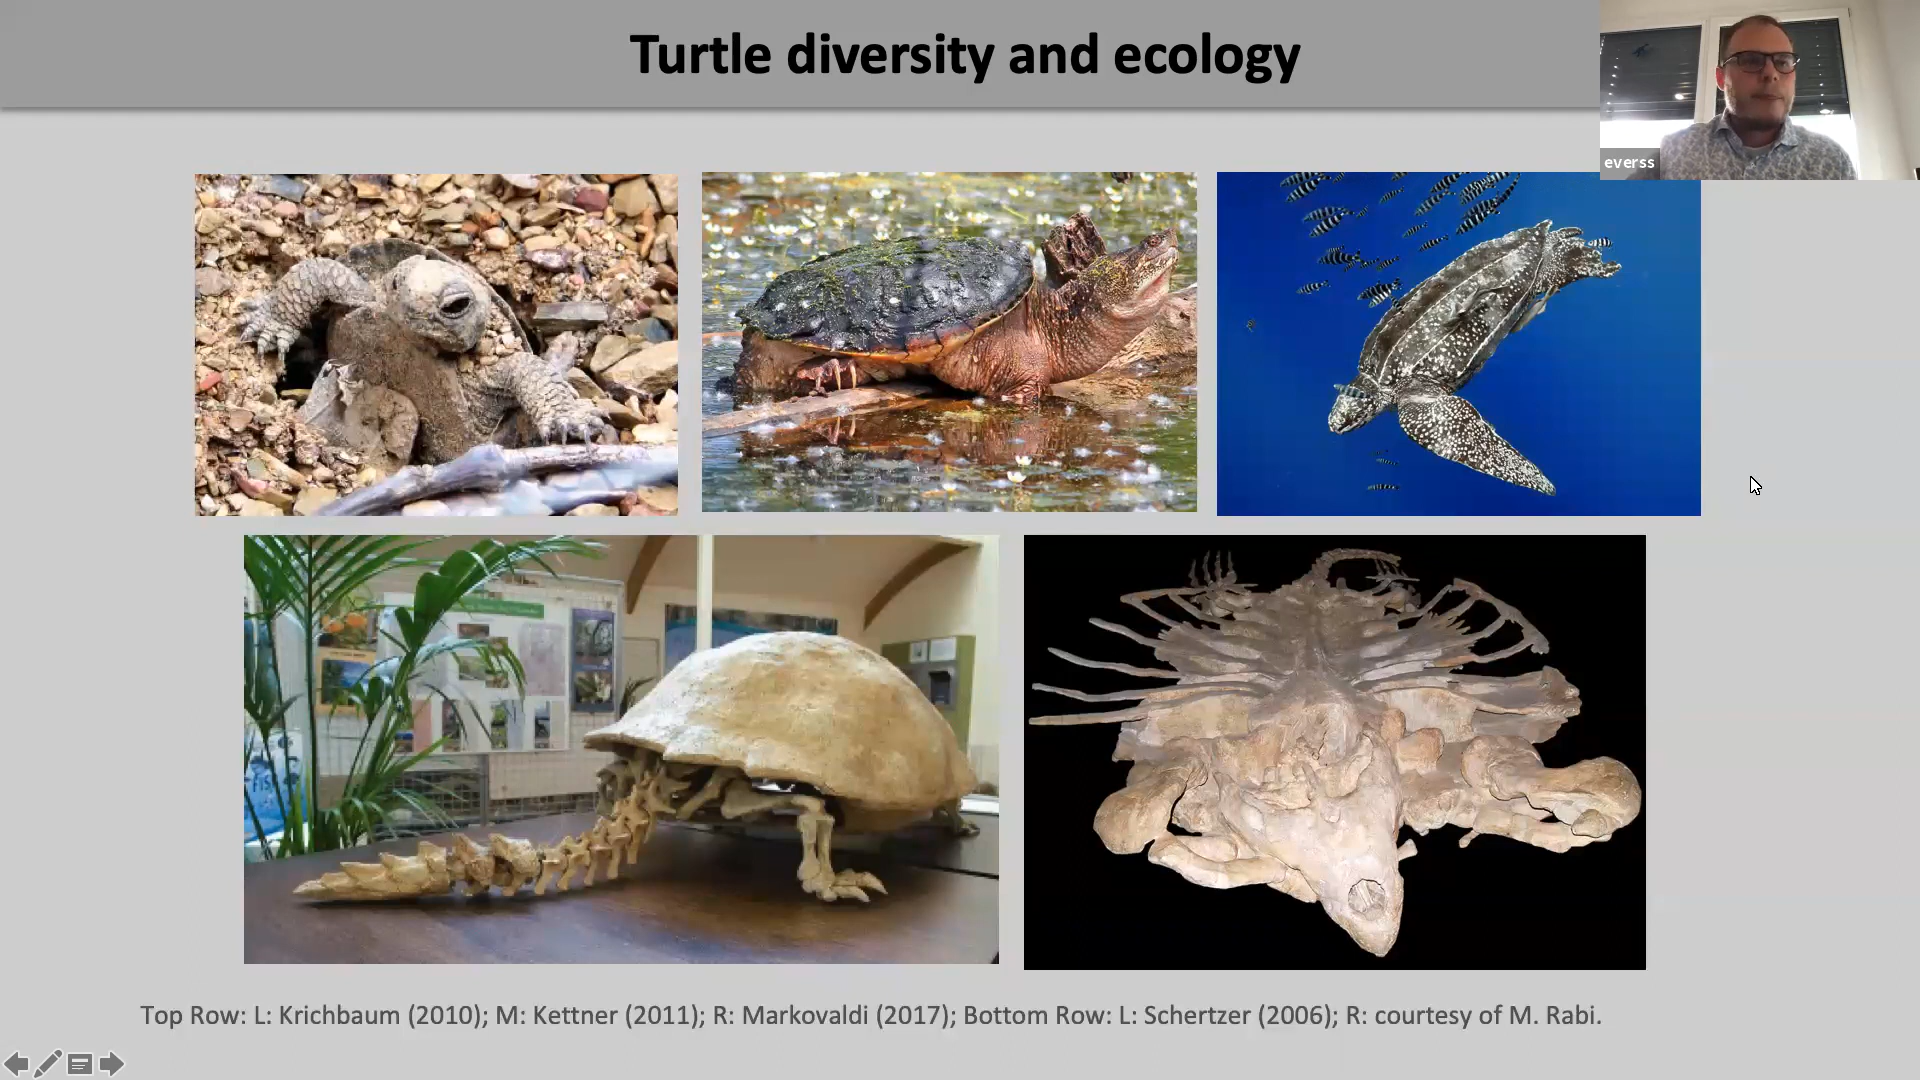 Turtle diversity and ecology
everss
Top Row: L: Krichbaum (2010); M: Kettner (2011); R: Markovaldi (2017); Bottom Row: L: Schertzer (2006); R: courtesy of M. Rabi.